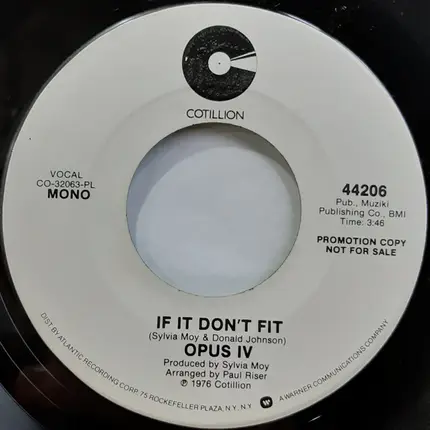 COTILLION
VOCAL
CO-32063-PL
MONO
44206
Pub., Muziki
Publishing Co., BMI
Time: 3:46
PROMOTION COPY
NOT FOR SALE
IF IT DON'T FIT
(Sylvia Moy & Donald Johnson)
OPUS IV
Produced by Sylvia Moy
Arranged by Paul Riser
℗ 1976 Cotillion
DIST. BY ATLANTIC RECORDING CORP. 75 ROCKEFELLER PLAZA, N.Y., N.Y. A WARNER COMMUNICATIONS COMPANY